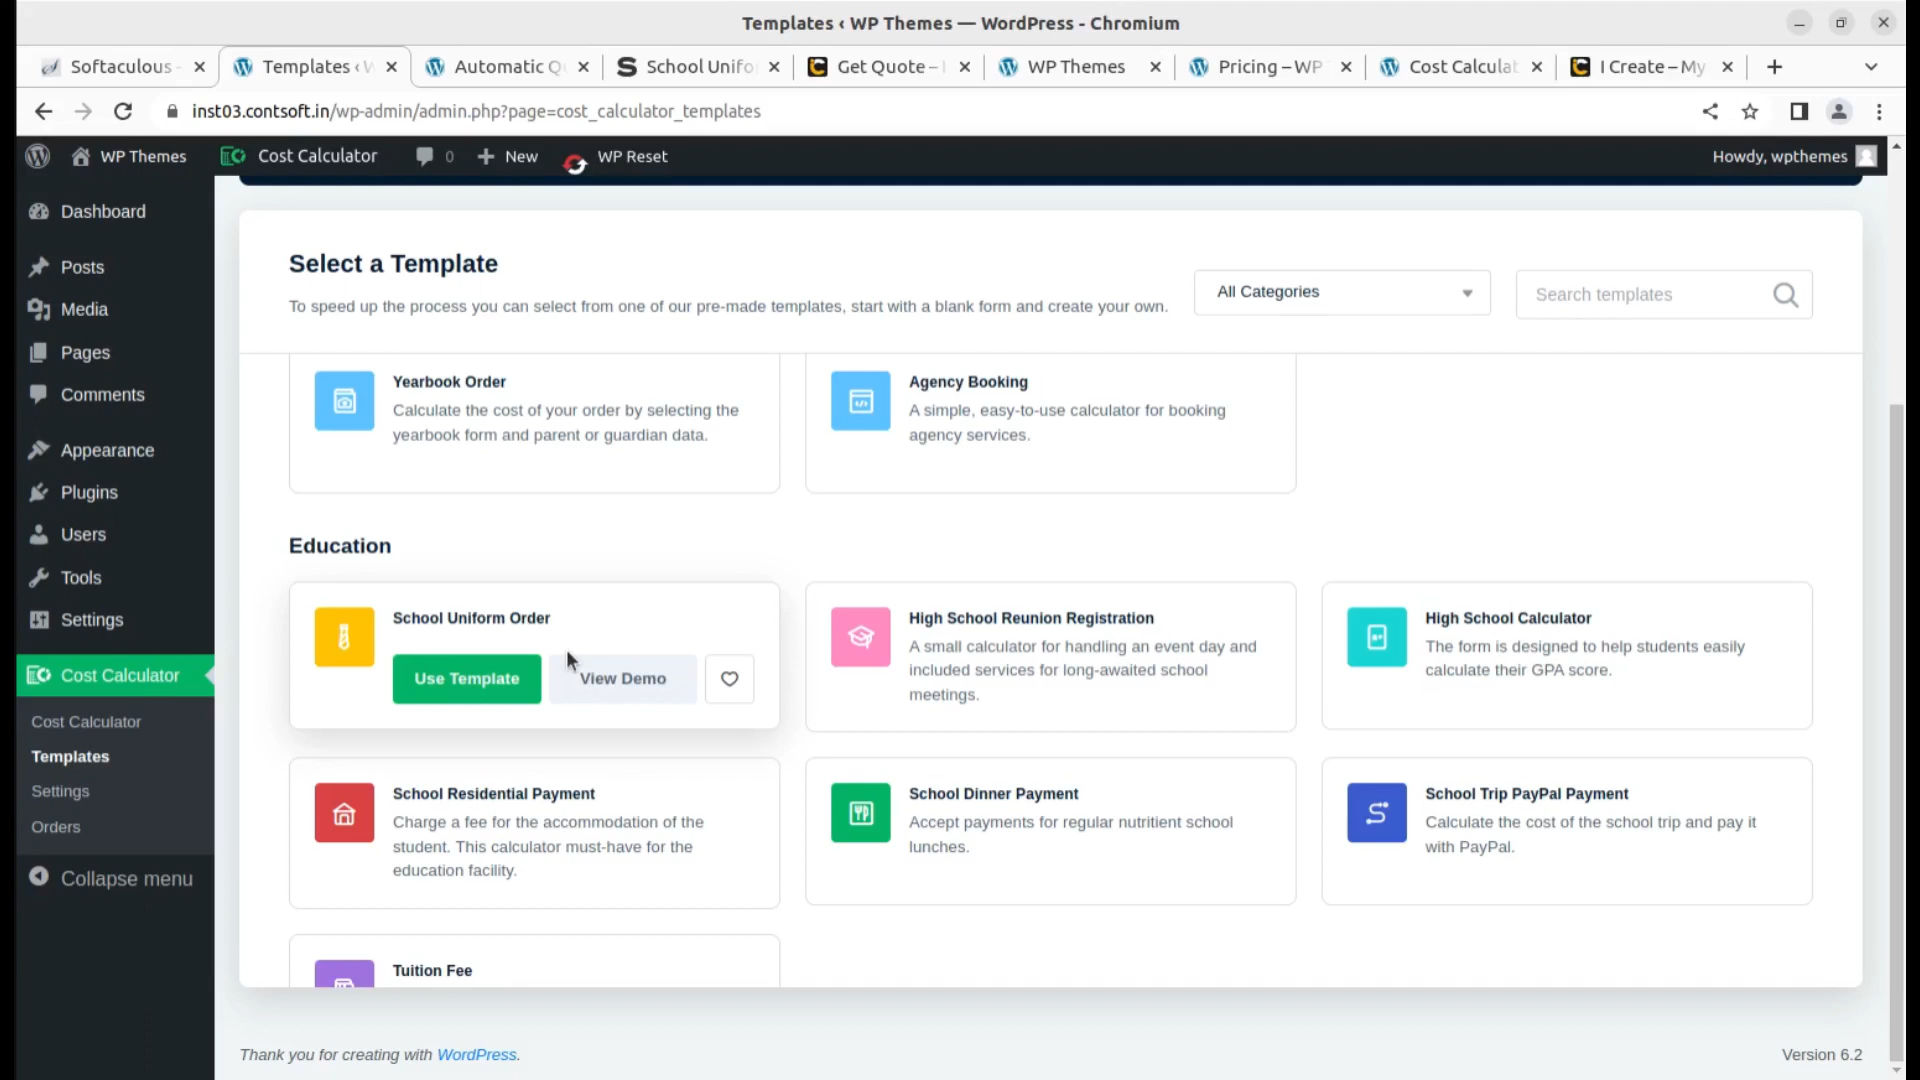 Templates ‹ WP Themes — WordPress - Chromium
Softaculous -
Templates ‹ W
Automatic Q
School Unifo
Get Quote –
WP Themes
Pricing – WP
Cost Calculat
I Create – My
inst03.contsoft.in/wp-admin/admin.php?page=cost_calculator_templates
WP Themes
Cost Calculator
0
New
WP Reset
Howdy, wpthemes
Dashboard
Posts
Media
Pages
Comments
Appearance
Plugins
Users
Tools
Settings
Cost Calculator
Cost Calculator
Templates
Settings
Orders
Collapse menu
Select a Template
To speed up the process you can select from one of our pre-made templates, start with a blank form and create your own.
All Categories
Search templates
Yearbook Order
Calculate the cost of your order by selecting the
yearbook form and parent or guardian data.
Agency Booking
A simple, easy-to-use calculator for booking
agency services.
Education
School Uniform Order
Use Template
View Demo
High School Reunion Registration
A small calculator for handling an event day and
included services for long-awaited school
meetings.
High School Calculator
The form is designed to help students easily
calculate their GPA score.
School Residential Payment
Charge a fee for the accommodation of the
student. This calculator must-have for the
education facility.
School Dinner Payment
Accept payments for regular nutritient school
lunches.
School Trip PayPal Payment
Calculate the cost of the school trip and pay it
with PayPal.
Tuition Fee
Thank you for creating with WordPress.
Version 6.2